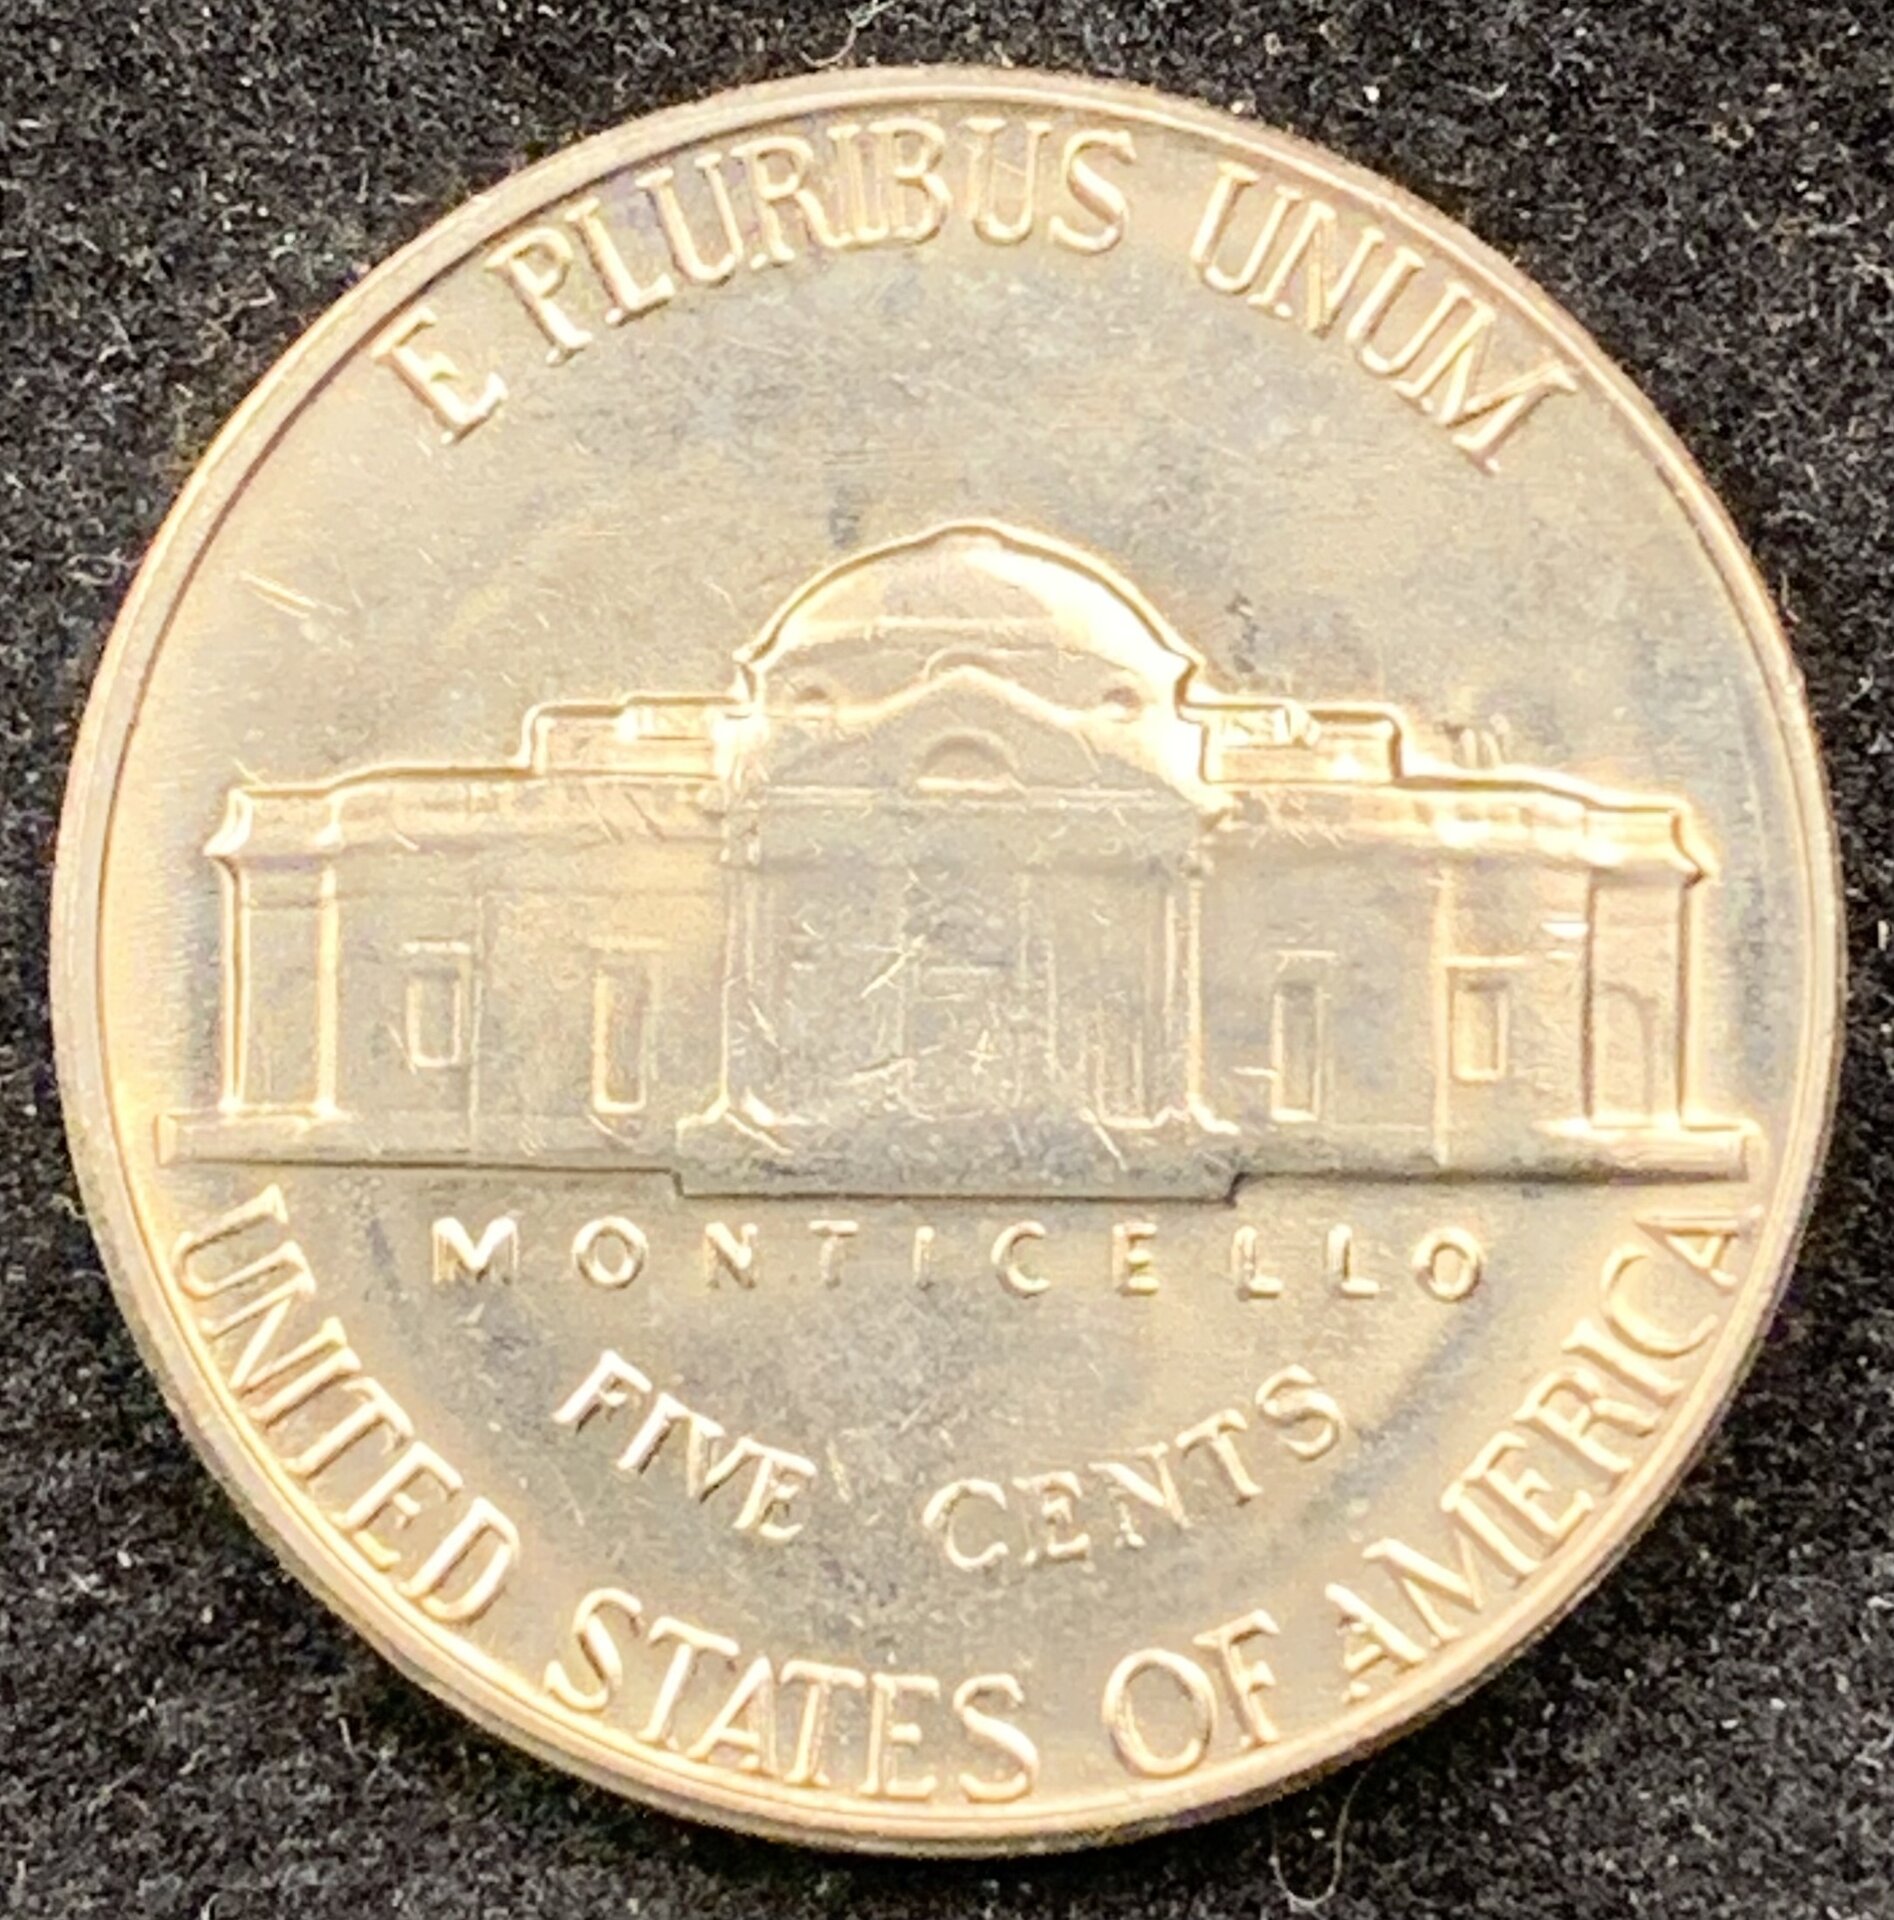 E PLURIBUS UNUM
MONTICELLO
FIVE CENTS
UNITED STATES OF AMERICA